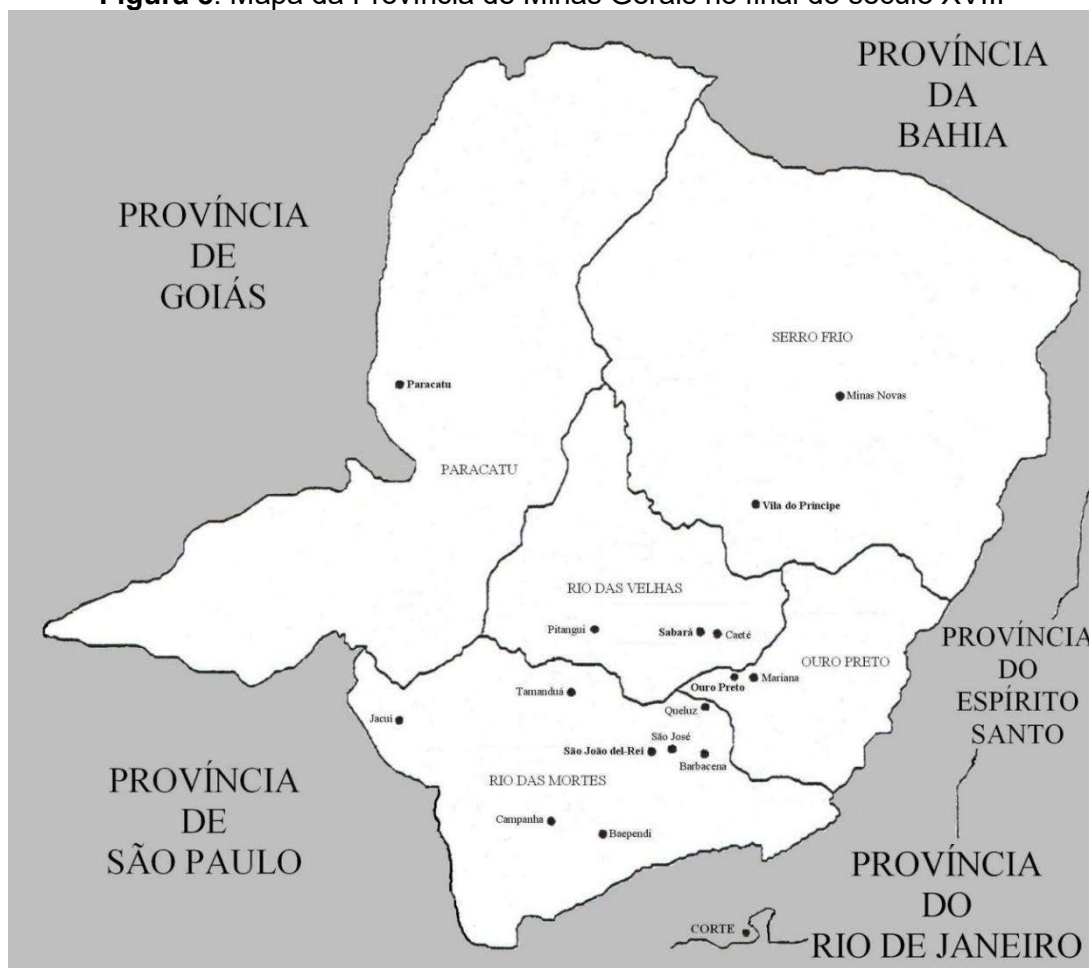 Figura 3: Mapa da Província de Minas Gerais no final do século XVIII
PROVÍNCIA
DA
BAHIA
PROVÍNCIA
DE
GOIÁS
SERRO FRIO
Paracatu
Minas Novas
PARACATU
Vila do Príncipe
RIO DAS VELHAS
Pitangui
Sabará
Caeté
OURO PRETO
PROVÍNCIA
DO
ESPÍRITO
SANTO
Ouro Preto
Mariana
Tamanduá
Queluz
Jacuí
São José
São João del-Rei
Barbacena
RIO DAS MORTES
PROVÍNCIA
DE
SÃO PAULO
Campanha
Baependi
PROVÍNCIA
DO
RIO DE JANEIRO
CORTE